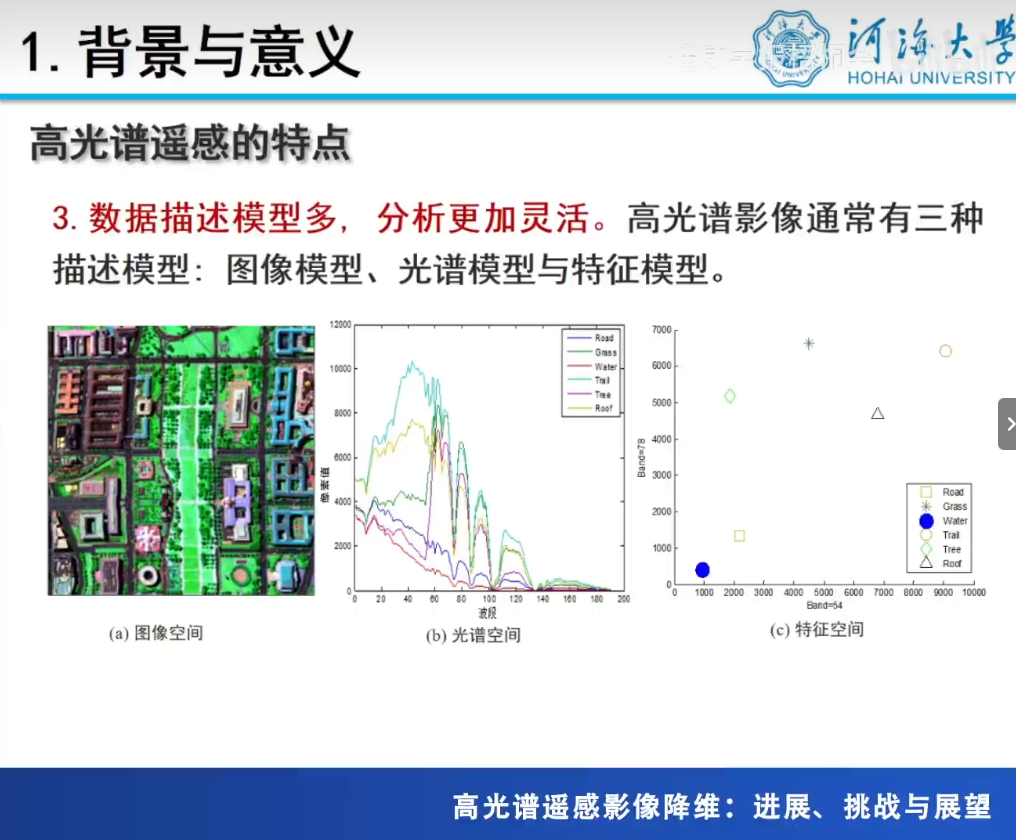 1. 背景与意义
河海大学
HOHAI UNIVERSITY
高光谱遥感的特点
3. 数据描述模型多， 分析更加灵活。高光谱影像通常有三种
描述模型：图像模型、光谱模型与特征模型。
12000
10000
8000
6000
4000
2000
0
像素值
0 20 40 60 80 100 120 140 160 180 200
波段
Road
Grass
Water
Trail
Tree
Roof
7000
6000
5000
4000
3000
2000
1000
0
Band=78
0 1000 2000 3000 4000 5000 6000 7000 8000 9000 10000
Band=54
Road
Grass
Water
Trail
Tree
Roof
(a) 图像空间
(b) 光谱空间
(c) 特征空间
高光谱遥感影像降维：进展、挑战与展望